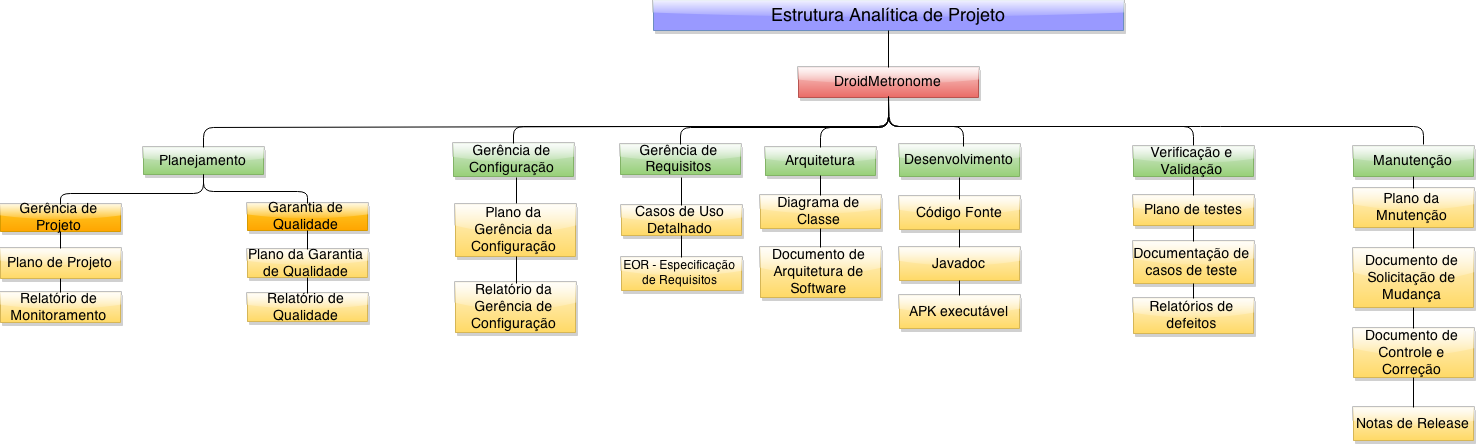 Estrutura Analítica de Projeto
DroidMetronome
Planejamento
Gerência de
Projeto
Plano de Projeto
Relatório de
Monitoramento
Garantia de
Qualidade
Plano da Garantia
de Qualidade
Relatório de
Qualidade
Gerência de
Configuração
Plano da
Gerência da
Configuração
Relatório da
Gerência de
Configuração
Gerência de
Requisitos
Casos de Uso
Detalhado
EOR - Especificação
de Requisitos
Arquitetura
Diagrama de
Classe
Documento de
Arquitetura de
Software
Desenvolvimento
Código Fonte
Javadoc
APK executável
Verificação e
Validação
Plano de testes
Documentação de
casos de teste
Relatórios de
defeitos
Manutenção
Plano da
Mnutenção
Documento de
Solicitação de
Mudança
Documento de
Controle e
Correção
Notas de Release